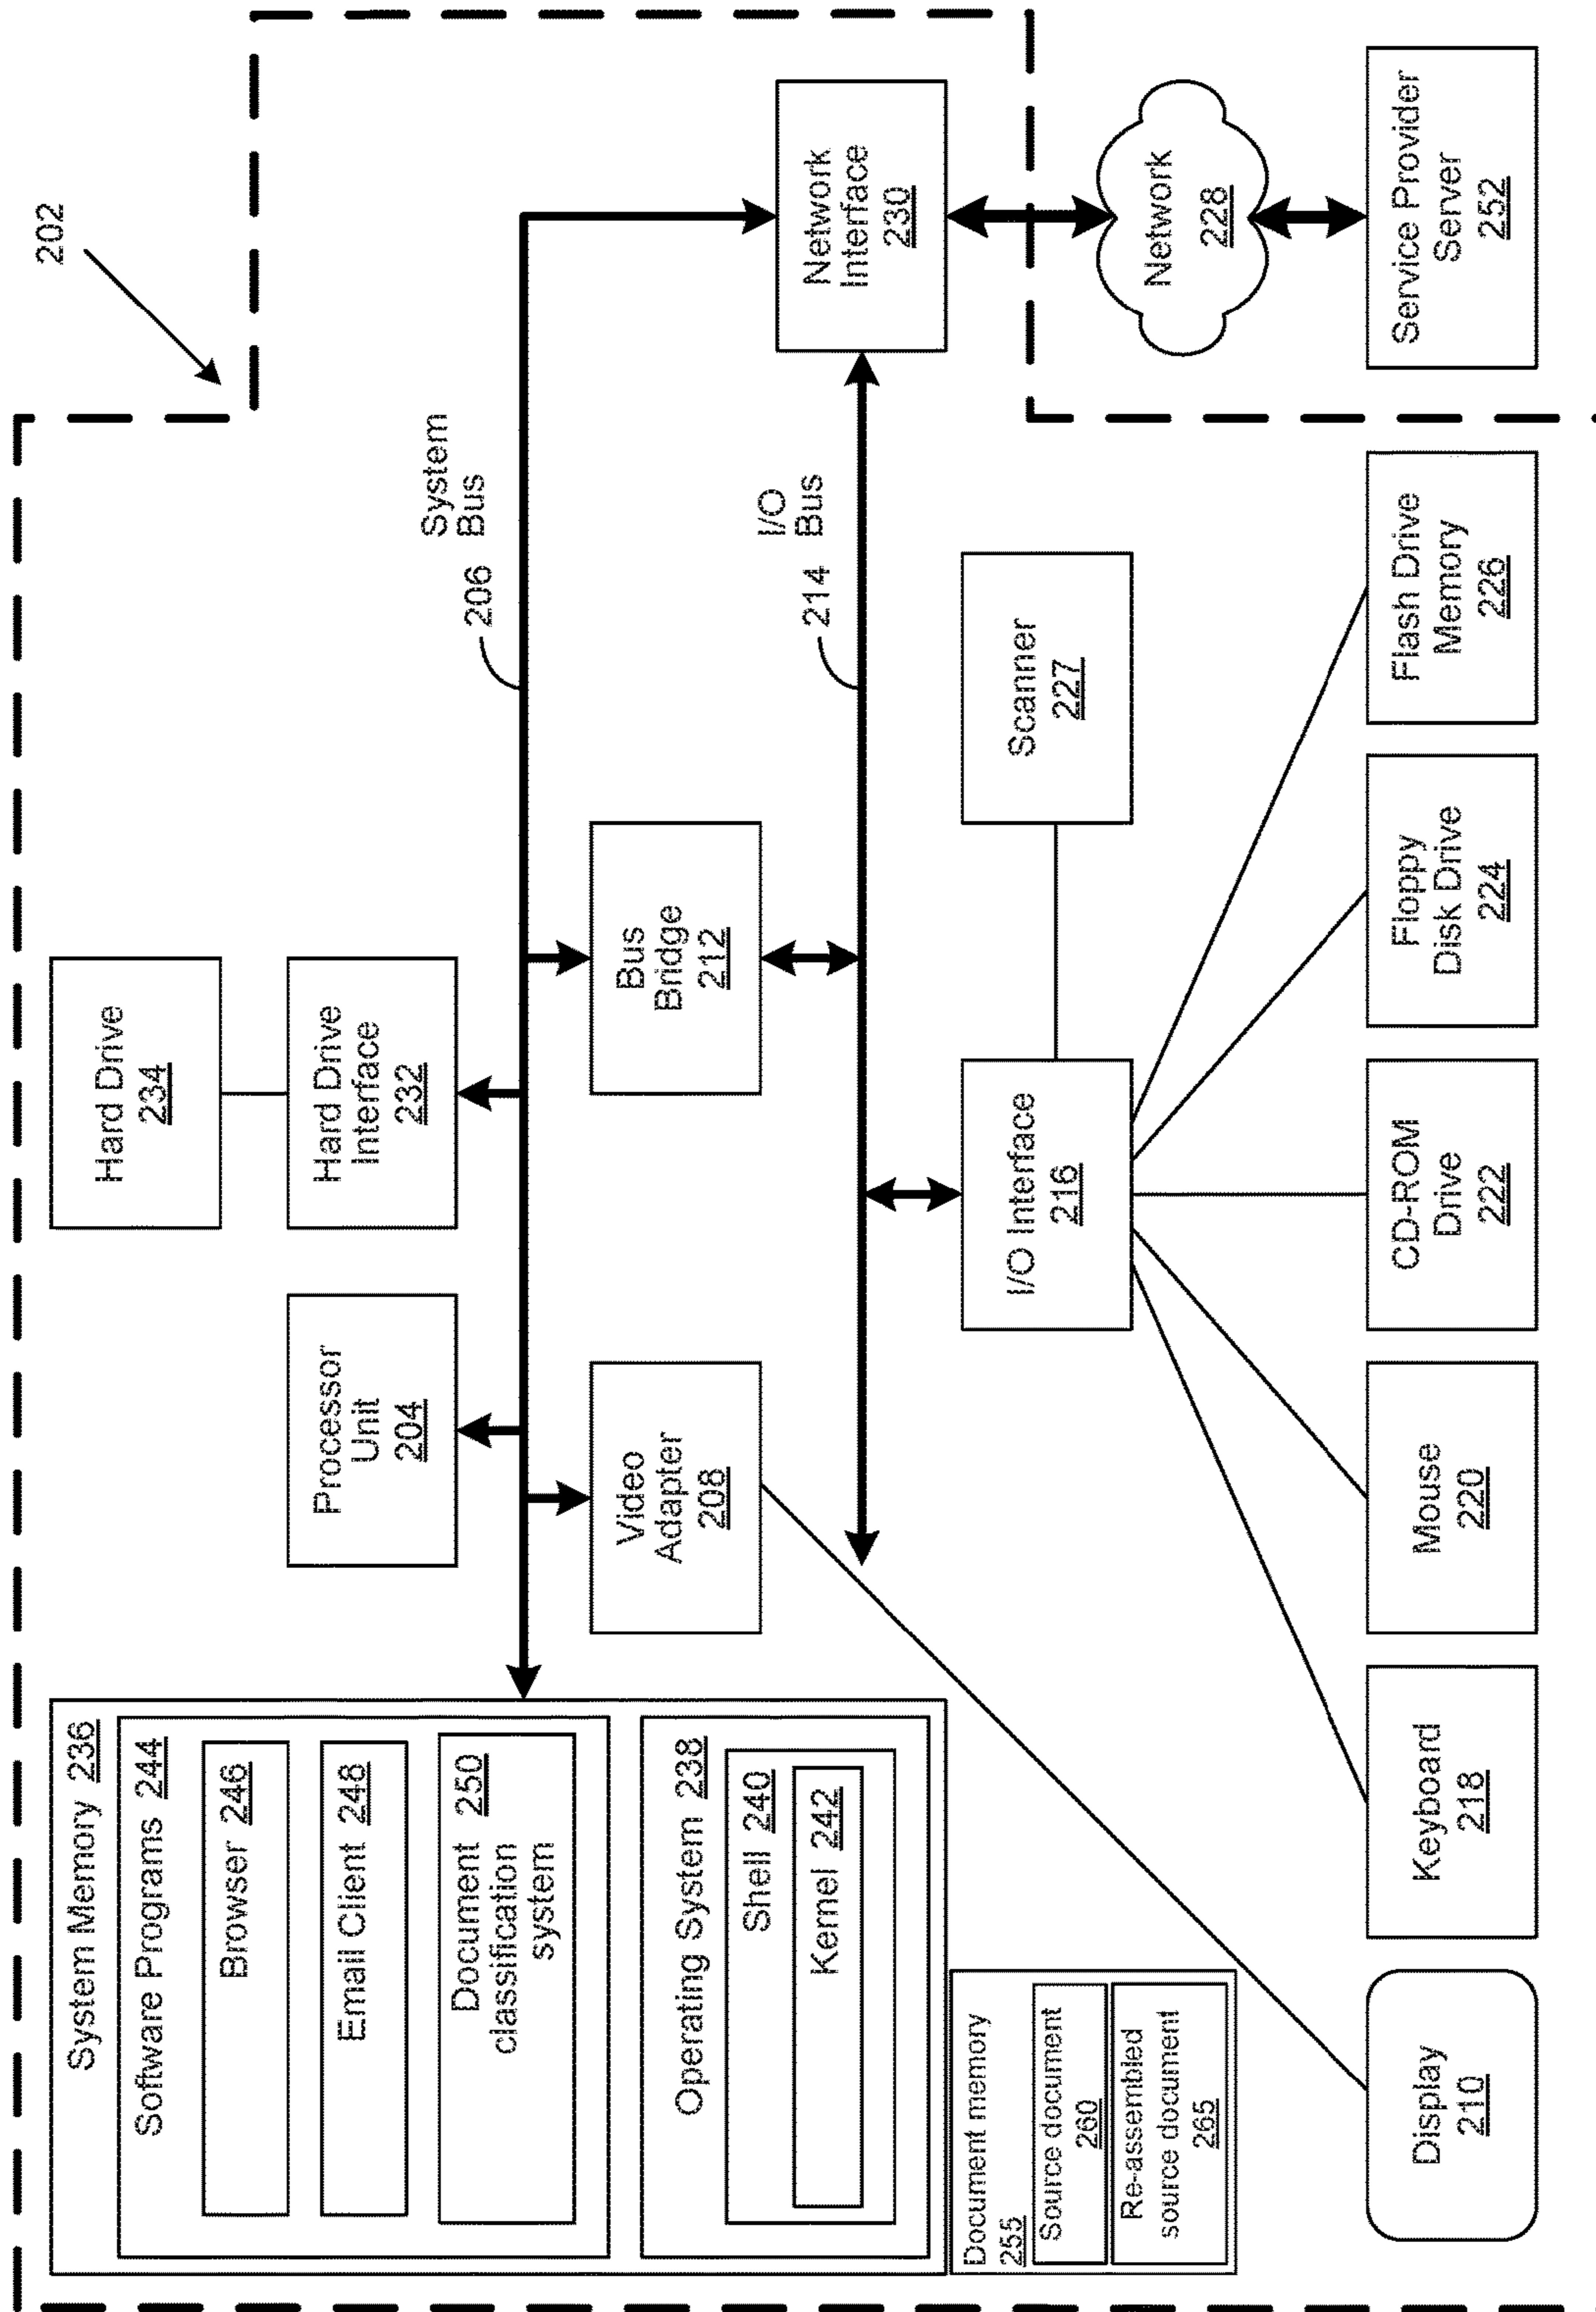 202
System Memory 236
Software Programs 244
Browser 246
Email Client 248
Document 250
classification
system
Operating System 238
Shell 240
Kernel 242
Document memory
255
Source document
260
Re-assembled
source document
265
Hard Drive
234
Hard Drive
Interface
232
Processor
Unit
204
System
Bus
206
Video
Adapter
208
Bus
Bridge
212
I/O
Bus
214
Network
Interface
230
I/O Interface
216
Scanner
227
Network
228
Display
210
Keyboard
218
Mouse
220
CD-ROM
Drive
222
Floppy
Disk Drive
224
Flash Drive
Memory
226
Service Provider
Server
252